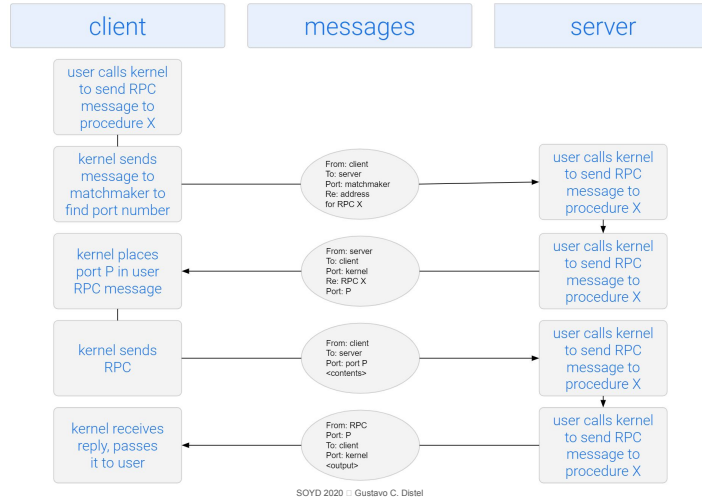 client
messages
server
user calls kernel
to send RPC
message to
procedure X
kernel sends
message to
matchmaker to
find port number
From: client
To: server
Port: matchmaker
Re: address
for RPC X
user calls kernel
to send RPC
message to
procedure X
kernel places
port P in user
RPC message
From: server
To: client
Port: kernel
Re: RPC X
Port: P
user calls kernel
to send RPC
message to
procedure X
kernel sends
RPC
From: client
To: server
Port: port P
<contents>
user calls kernel
to send RPC
message to
procedure X
kernel receives
reply, passes
it to user
From: RPC
Port: P
To: client
Port: kernel
<output>
user calls kernel
to send RPC
message to
procedure X
SOYD 2020 □ Gustavo C. Distel